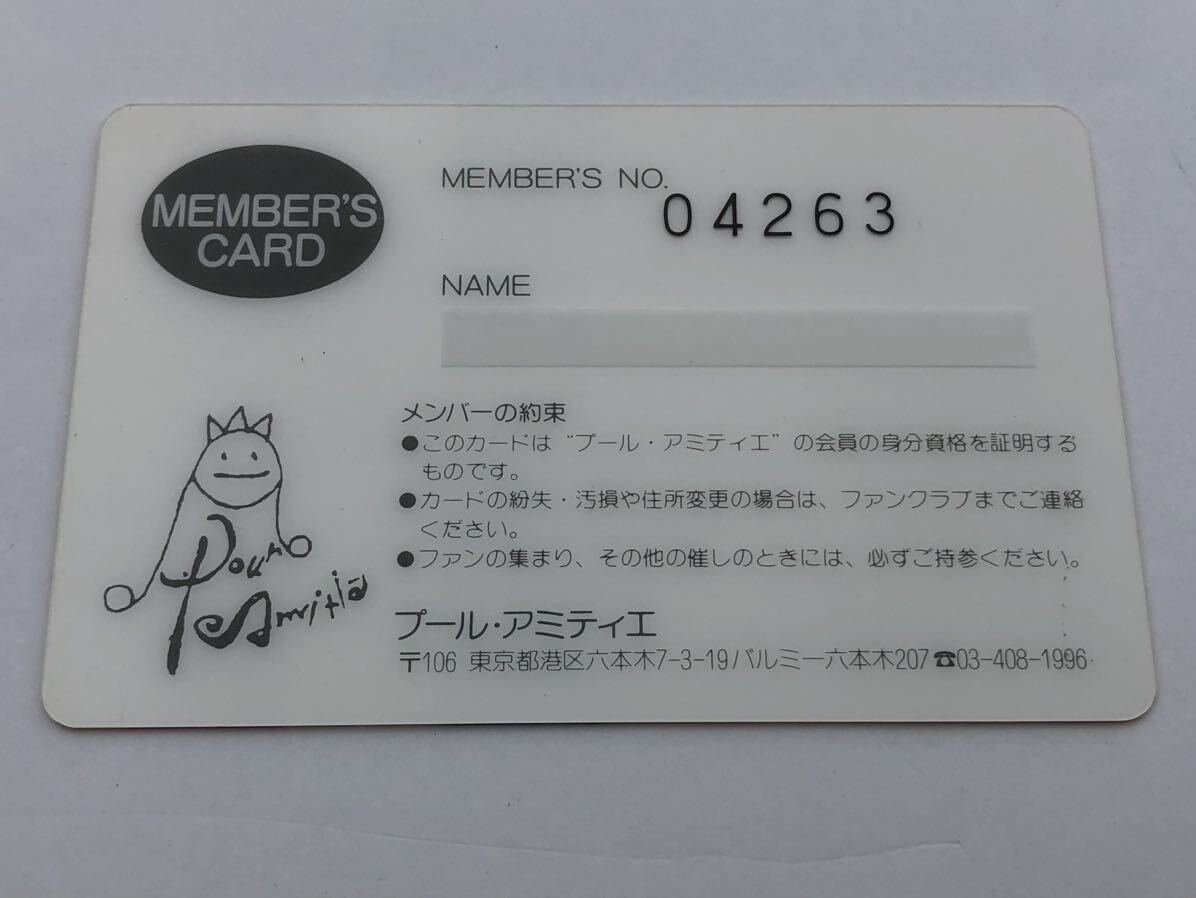 MEMBER'S
CARD
MEMBER'S NO.
04263
NAME
メンバーの約束
●このカードは“プール・アミティエ”の会員の身分資格を証明する
ものです。
●カードの紛失・汚損や住所変更の場合は、ファンクラブまでご連絡
ください。
●ファンの集まり、その他の催しのときには、必ずご持参ください。
Pour
Amitié
プール・アミティエ
〒106 東京都港区六本木7-3-19バルミー六本木207☎03-408-1996